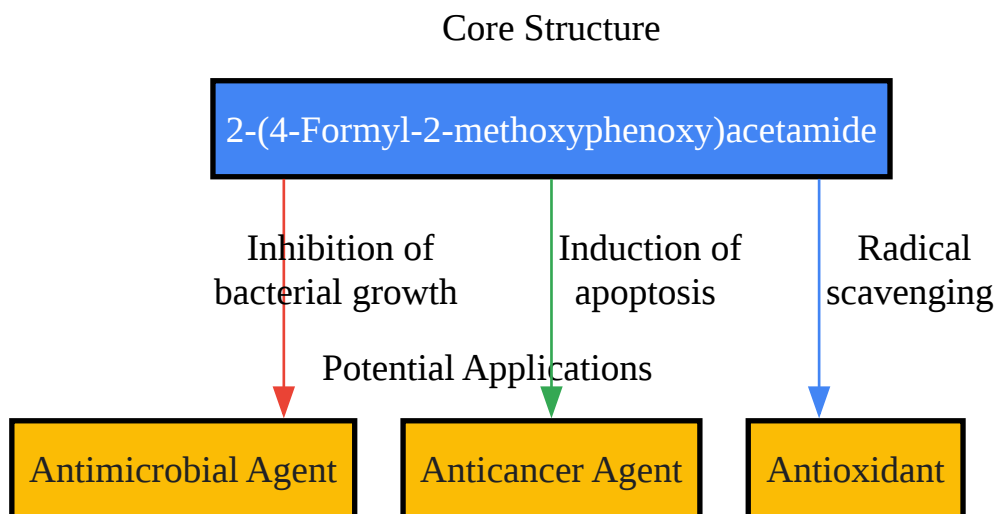 Core Structure
2-(4-Formyl-2-methoxyphenoxy)acetamide
Inhibition of
bacterial growth
Induction of
apoptosis
Radical
scavenging
Potential Applications
Antimicrobial Agent
Anticancer Agent
Antioxidant